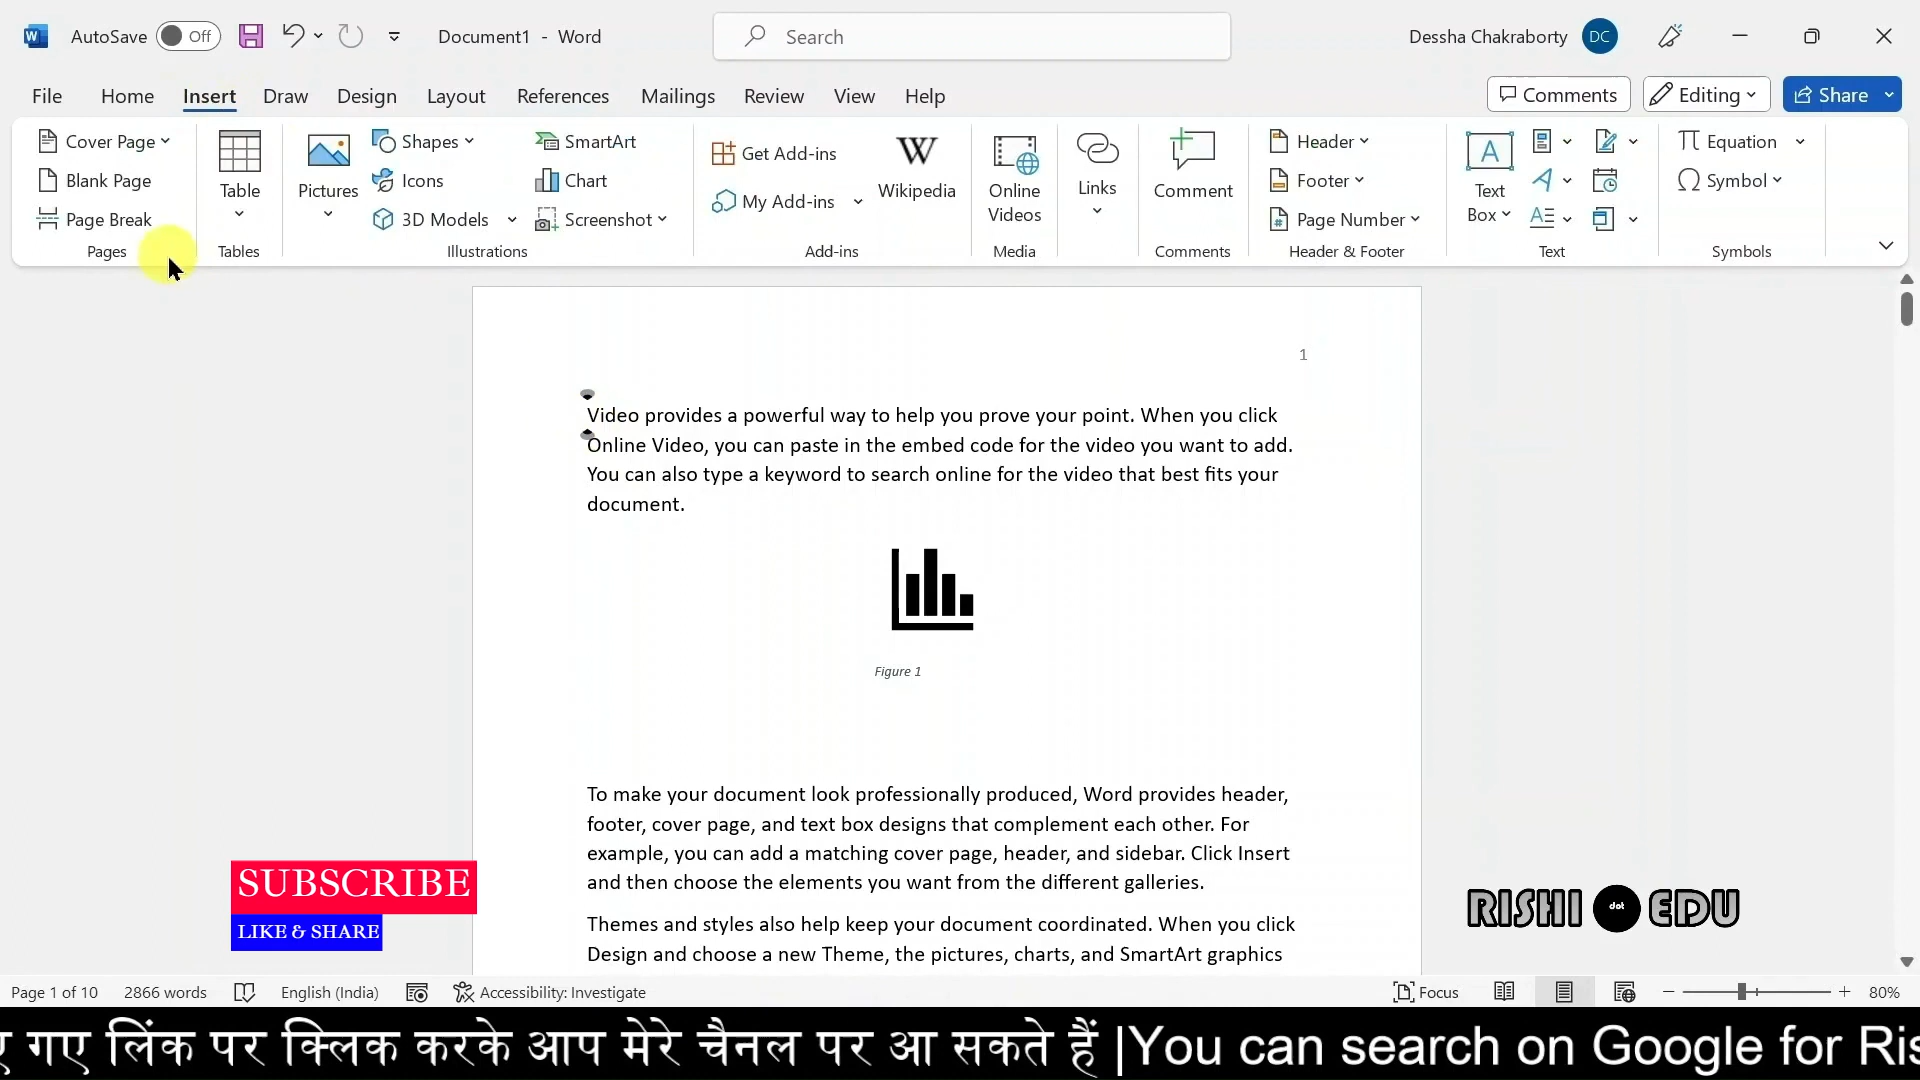 AutoSave Off Document1 - Word Search Dessha Chakraborty DC
File Home Insert Draw Design Layout References Mailings Review View Help Comments Editing Share
Cover Page
Blank Page
Page Break
Pages
Table
Tables
Pictures
Shapes
Icons
3D Models
SmartArt
Chart
Screenshot
Illustrations
Get Add-ins
My Add-ins
W
Wikipedia
Add-ins
Online
Videos
Media
Links
Comment
Comments
Header
Footer
Page Number
Header & Footer
Text
Box
Text
Equation
Symbol
Symbols
1
Video provides a powerful way to help you prove your point. When you click
Online Video, you can paste in the embed code for the video you want to add.
You can also type a keyword to search online for the video that best fits your
document.
Figure 1
To make your document look professionally produced, Word provides header,
footer, cover page, and text box designs that complement each other. For
example, you can add a matching cover page, header, and sidebar. Click Insert
and then choose the elements you want from the different galleries.
Themes and styles also help keep your document coordinated. When you click
Design and choose a new Theme, the pictures, charts, and SmartArt graphics
SUBSCRIBE
LIKE & SHARE
RISHI dot EDU
Page 1 of 10 2866 words English (India) Accessibility: Investigate Focus 80%
गए लिंक पर क्लिक करके आप मेरे चैनल पर आ सकते हैं |You can search on Google for